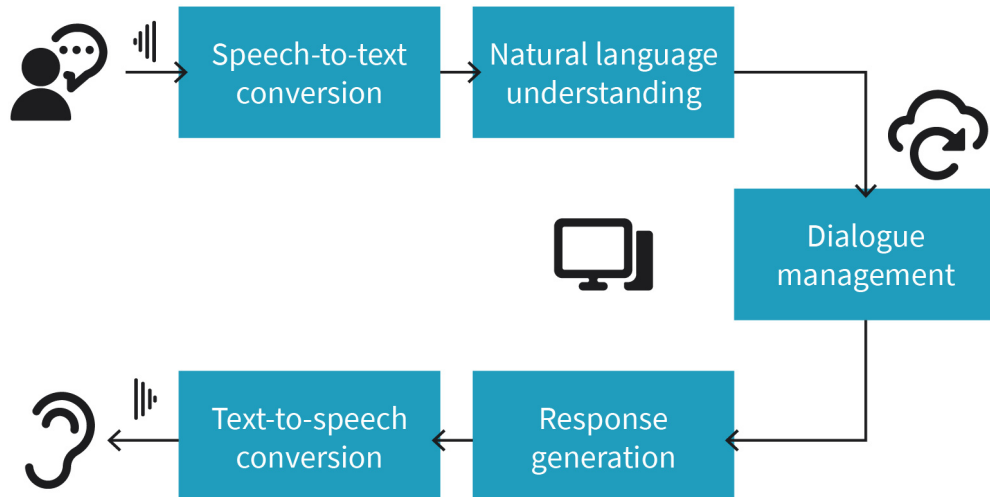 Speech-to-text
conversion
Natural language
understanding
Dialogue
management
Response
generation
Text-to-speech
conversion